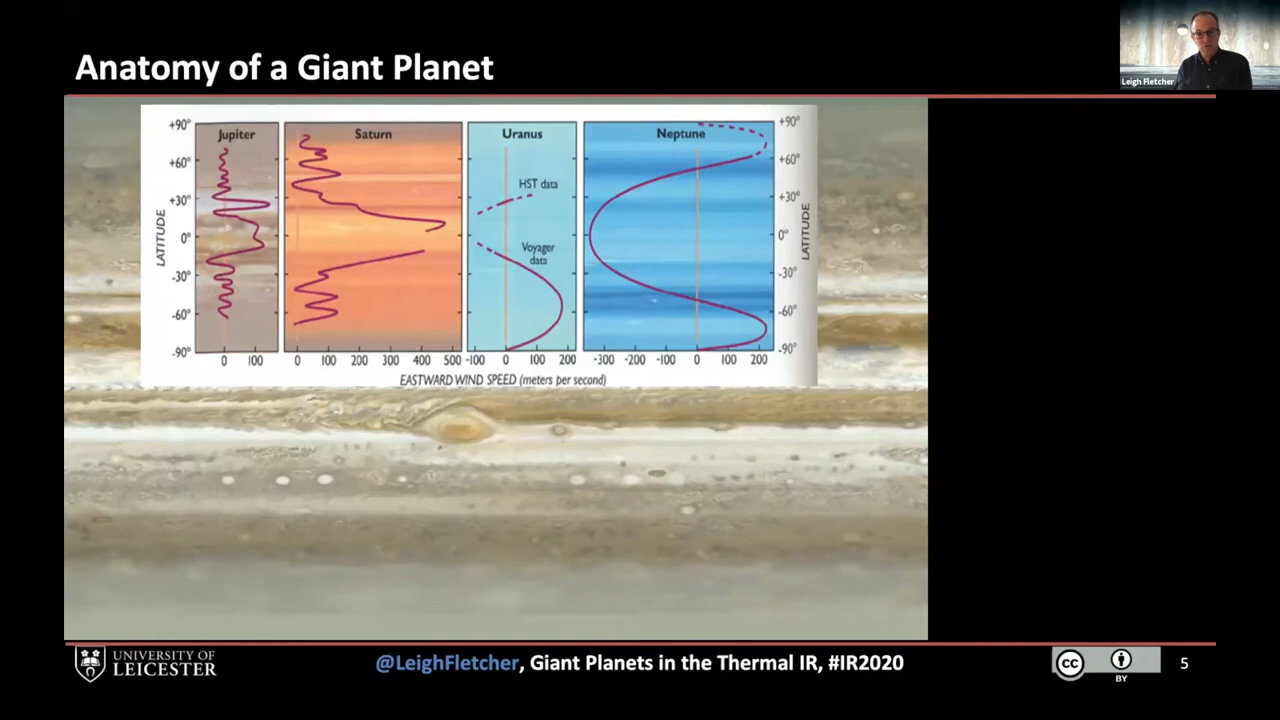 Anatomy of a Giant Planet
Leigh Fletcher
Jupiter
Saturn
Uranus
Neptune
+90°
+60°
+30°
0°
-30°
-60°
-90°
LATITUDE
HST data
Voyager
data
+90°
+60°
+30°
0°
-30°
-60°
-90°
LATITUDE
0 100 0 100 200 300 400 500 -100 0 100 200 -300 -200 -100 0 100 200
EASTWARD WIND SPEED (meters per second)
UNIVERSITY OF
LEICESTER
@LeighFletcher, Giant Planets in the Thermal IR, #IR2020
cc
BY
5